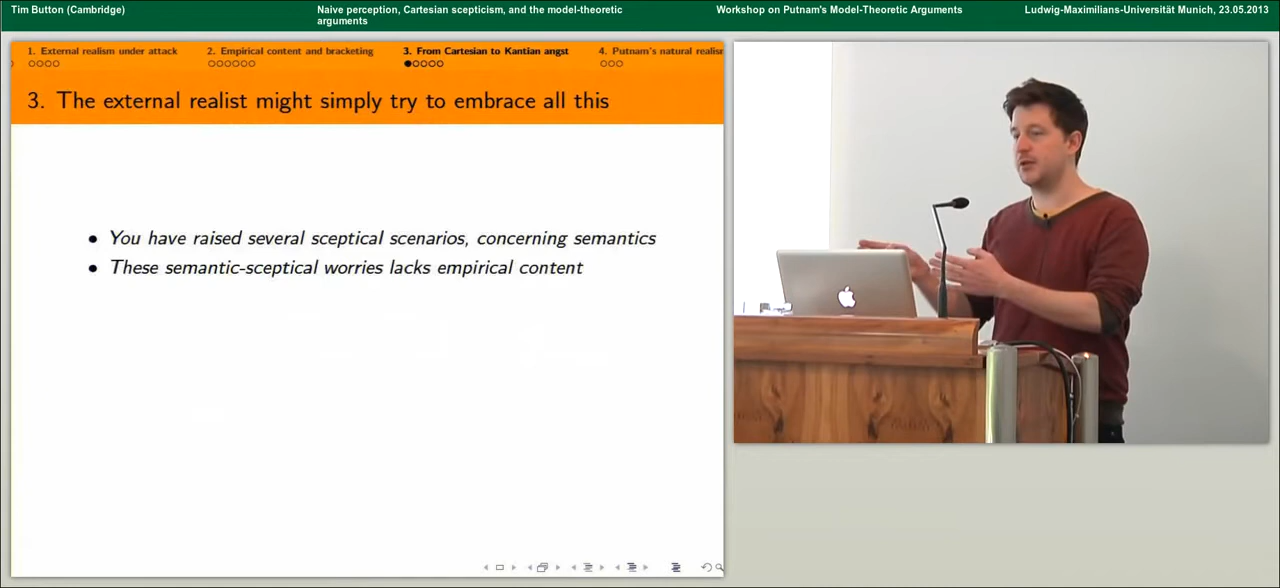 Tim Button (Cambridge)
Naive perception, Cartesian scepticism, and the model-theoretic
arguments
Workshop on Putnam's Model-Theoretic Arguments
Ludwig-Maximilians-Universität Munich, 23.05.2013
1. External realism under attack
2. Empirical content and bracketing
3. From Cartesian to Kantian angst
4. Putnam's natural realism
3. The external realist might simply try to embrace all this
• You have raised several sceptical scenarios, concerning semantics
• These semantic-sceptical worries lacks empirical content